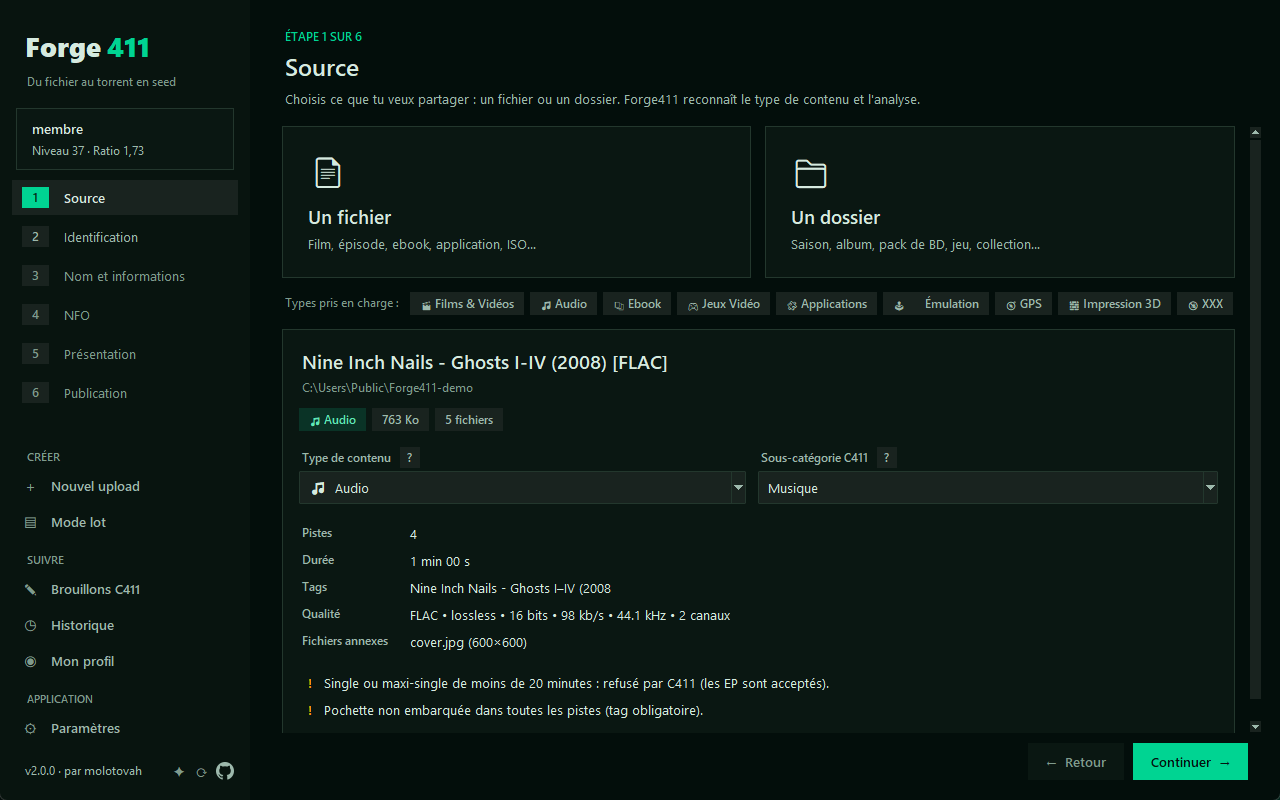 Forge 411
Du fichier au torrent en seed
membre
Niveau 37 · Ratio 1,73
1 Source
2 Identification
3 Nom et informations
4 NFO
5 Présentation
6 Publication
CRÉER
+ Nouvel upload
Mode lot
SUIVRE
Brouillons C411
Historique
Mon profil
APPLICATION
Paramètres
v2.0.0 · par molotovah
ÉTAPE 1 SUR 6
Source
Choisis ce que tu veux partager : un fichier ou un dossier. Forge411 reconnaît le type de contenu et l'analyse.
Un fichier
Film, épisode, ebook, application, ISO...
Un dossier
Saison, album, pack de BD, jeu, collection...
Types pris en charge : Films & Vidéos Audio Ebook Jeux Vidéo Applications Émulation GPS Impression 3D XXX
Nine Inch Nails - Ghosts I-IV (2008) [FLAC]
C:\Users\Public\Forge411-demo
Audio 763 Ko 5 fichiers
Type de contenu ? Sous-catégorie C411 ?
Audio Musique
Pistes 4
Durée 1 min 00 s
Tags Nine Inch Nails - Ghosts I–IV (2008
Qualité FLAC • lossless • 16 bits • 98 kb/s • 44.1 kHz • 2 canaux
Fichiers annexes cover.jpg (600×600)
! Single ou maxi-single de moins de 20 minutes : refusé par C411 (les EP sont acceptés).
! Pochette non embarquée dans toutes les pistes (tag obligatoire).
← Retour Continuer →